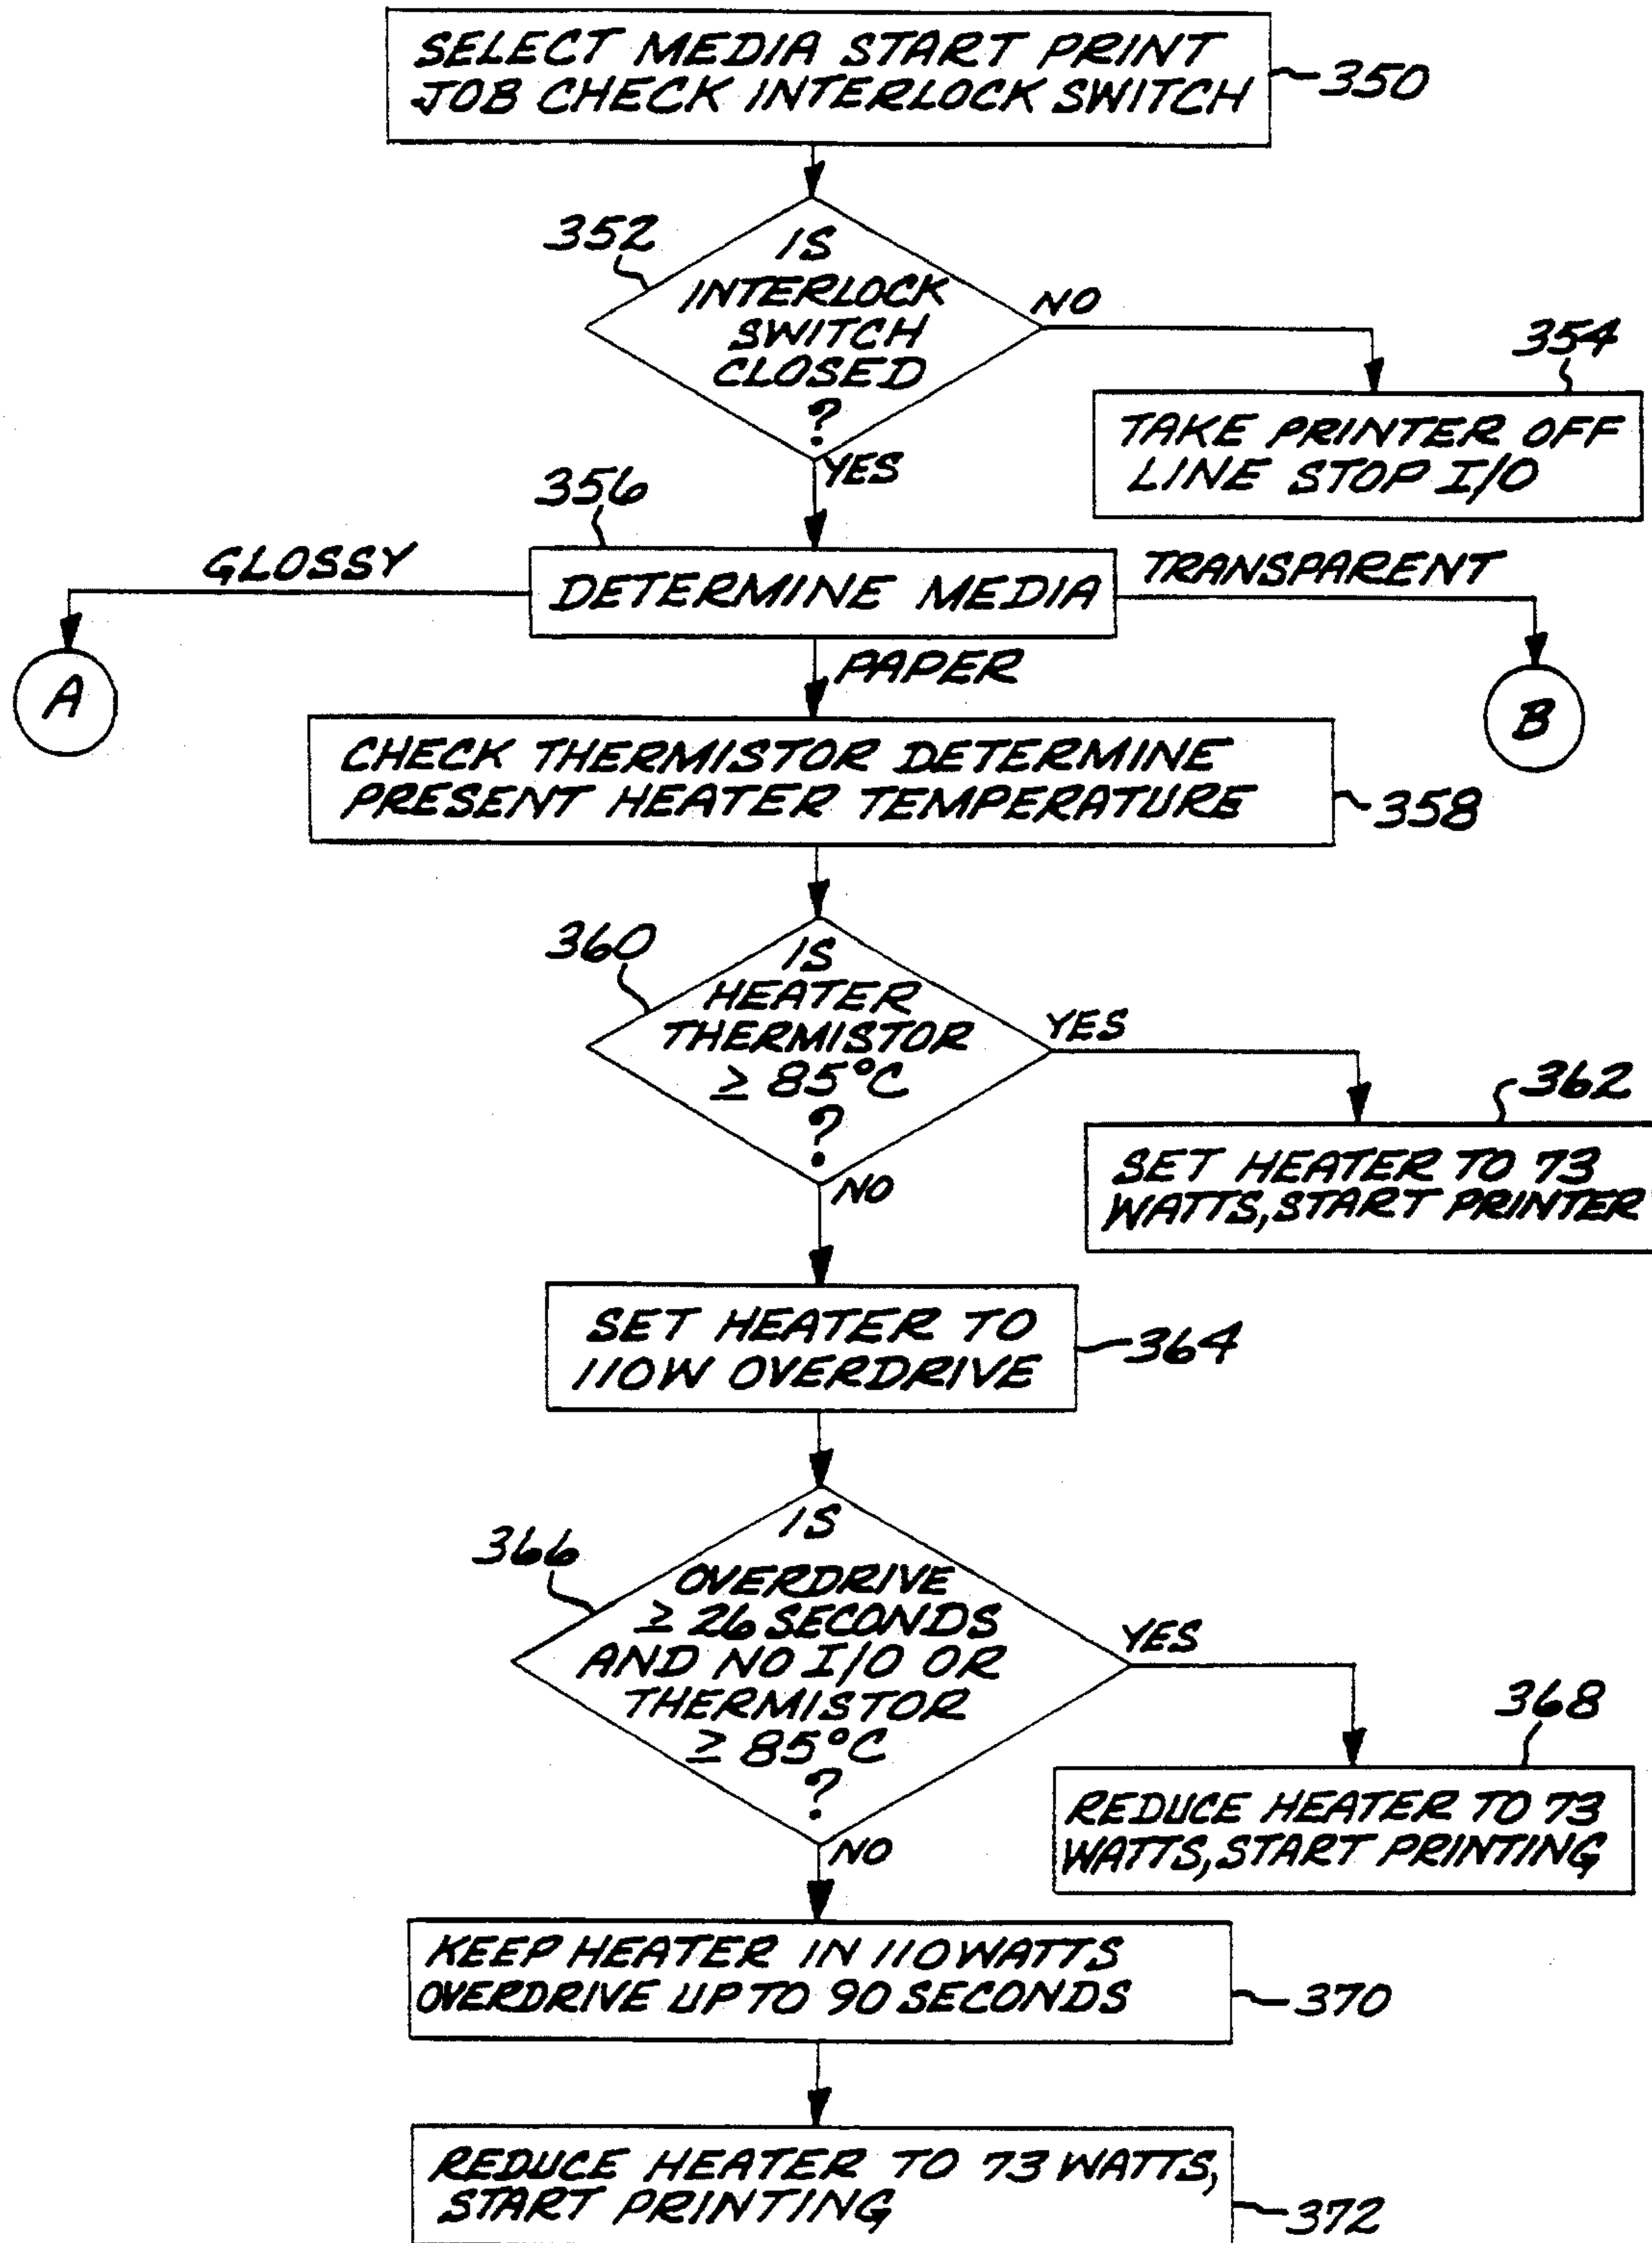 SELECT MEDIA START PRINT
JOB CHECK INTERLOCK SWITCH
350
352
IS
INTERLOCK
SWITCH
CLOSED
?
NO
354
TAKE PRINTER OFF
LINE STOP I/O
YES
356
GLOSSY
DETERMINE MEDIA
TRANSPARENT
A
PAPER
B
CHECK THERMISTOR DETERMINE
PRESENT HEATER TEMPERATURE
358
360
IS
HEATER
THERMISTOR
≥ 85°C
?
YES
362
SET HEATER TO 73
WATTS, START PRINTER
NO
SET HEATER TO
110W OVERDRIVE
364
366
IS
OVERDRIVE
≥ 26 SECONDS
AND NO I/O OR
THERMISTOR
≥ 85°C
?
YES
368
REDUCE HEATER TO 73
WATTS, START PRINTING
NO
KEEP HEATER IN 110 WATTS
OVERDRIVE UP TO 90 SECONDS
370
REDUCE HEATER TO 73 WATTS,
START PRINTING
372